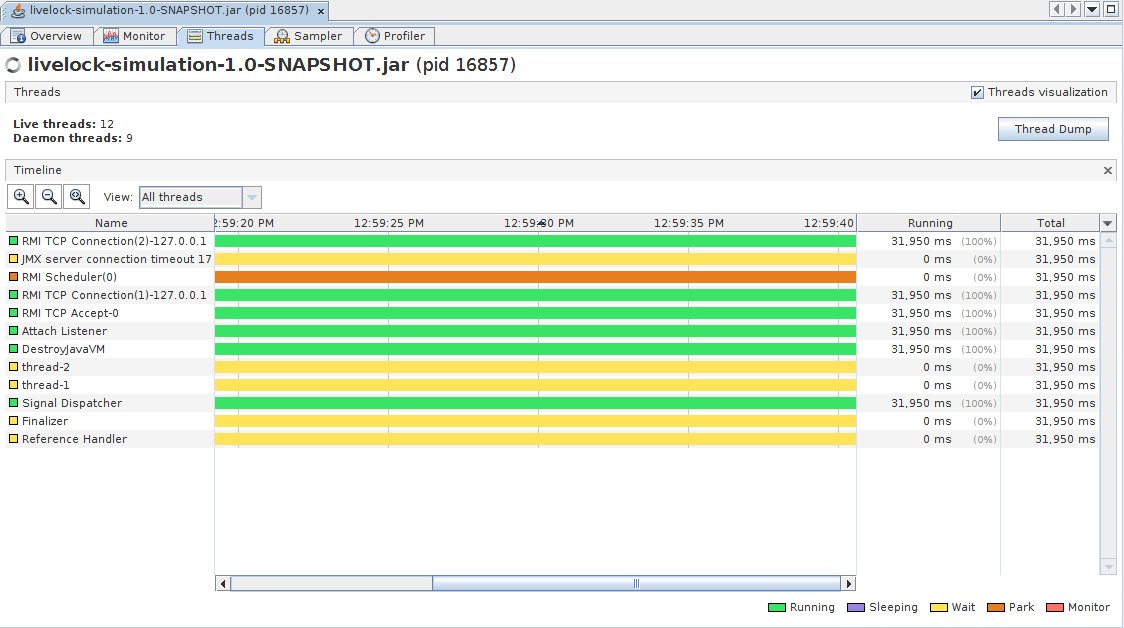 livelock-simulation-1.0-SNAPSHOT.jar (pid 16857) ×
Overview Monitor Threads Sampler Profiler
livelock-simulation-1.0-SNAPSHOT.jar (pid 16857)
Threads Threads visualization
Live threads: 12
Daemon threads: 9
Thread Dump
Timeline
View: All threads
Name 2:59:20 PM 12:59:25 PM 12:59:30 PM 12:59:35 PM 12:59:40 Running Total
RMI TCP Connection(2)-127.0.0.1 31,950 ms (100%) 31,950 ms
JMX server connection timeout 17 0 ms (0%) 31,950 ms
RMI Scheduler(0) 0 ms (0%) 31,950 ms
RMI TCP Connection(1)-127.0.0.1 31,950 ms (100%) 31,950 ms
RMI TCP Accept-0 31,950 ms (100%) 31,950 ms
Attach Listener 31,950 ms (100%) 31,950 ms
DestroyJavaVM 31,950 ms (100%) 31,950 ms
thread-2 0 ms (0%) 31,950 ms
thread-1 0 ms (0%) 31,950 ms
Signal Dispatcher 31,950 ms (100%) 31,950 ms
Finalizer 0 ms (0%) 31,950 ms
Reference Handler 0 ms (0%) 31,950 ms
Running Sleeping Wait Park Monitor